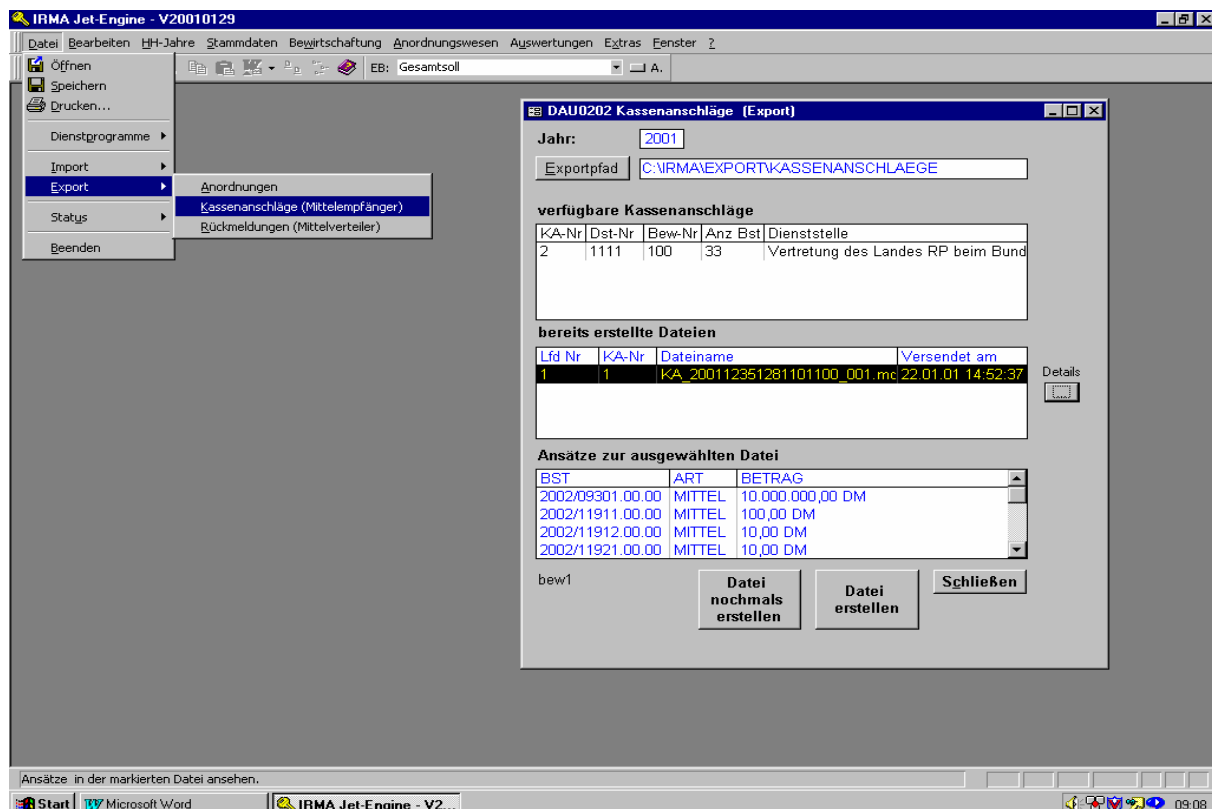 IRMA Jet-Engine - V20010129
Datei Bearbeiten HH-Jahre Stammdaten Bewirtschaftung Anordnungswesen Auswertungen Extras Fenster ?
Öffnen
EB: Gesamtsoll A.
Speichern
Drucken...
Dienstprogramme
Import
Export
Status
Beenden
Anordnungen
Kassenanschläge (Mittelempfänger)
Rückmeldungen (Mittelverteiler)
DAU0202 Kassenanschläge (Export)
Jahr: 2001
Exportpfad C:\IRMA\EXPORT\KASSENANSCHLAEGE
verfügbare Kassenanschläge
KA-Nr Dst-Nr Bew-Nr Anz Bst Dienststelle
2 1111 100 33 Vertretung des Landes RP beim Bund
bereits erstellte Dateien
Lfd Nr KA-Nr Dateiname Versendet am
1 1 KA_200112351281101100_001.mc 22.01.01 14:52:37
Details
...
Ansätze zur ausgewählten Datei
BST ART BETRAG
2002/09301.00.00 MITTEL 10.000.000,00 DM
2002/11911.00.00 MITTEL 100,00 DM
2002/11912.00.00 MITTEL 10,00 DM
2002/11921.00.00 MITTEL 10,00 DM
bew1
Datei
nochmals
erstellen
Datei
erstellen
Schließen
Ansätze in der markierten Datei ansehen.
Start Microsoft Word IRMA Jet-Engine - V2... 09:08